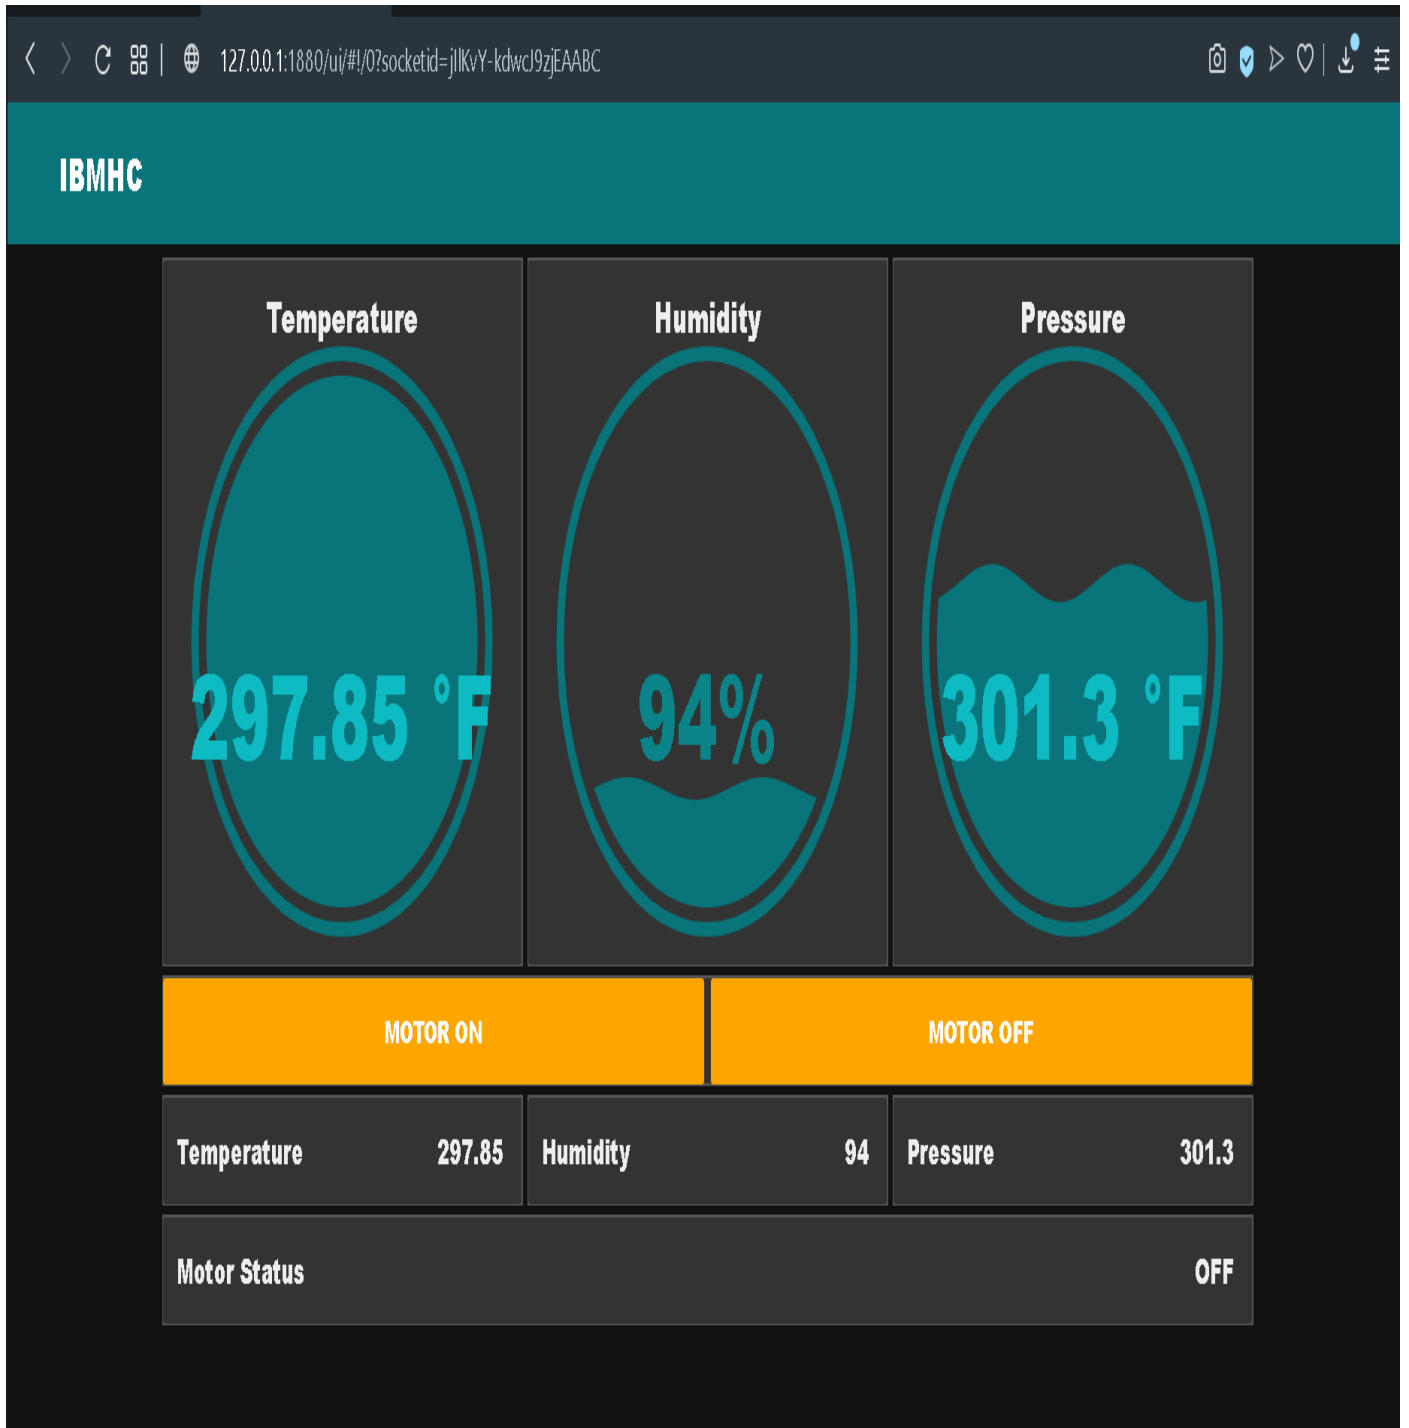 127.0.0.1:1880/ui/#!/0?socketid=jIlKvY-kdwcJ9zjEAABC
IBMHC
Temperature Humidity Pressure
297.85 °F 94% 301.3 °F
MOTOR ON MOTOR OFF
Temperature 297.85 Humidity 94 Pressure 301.3
Motor Status OFF